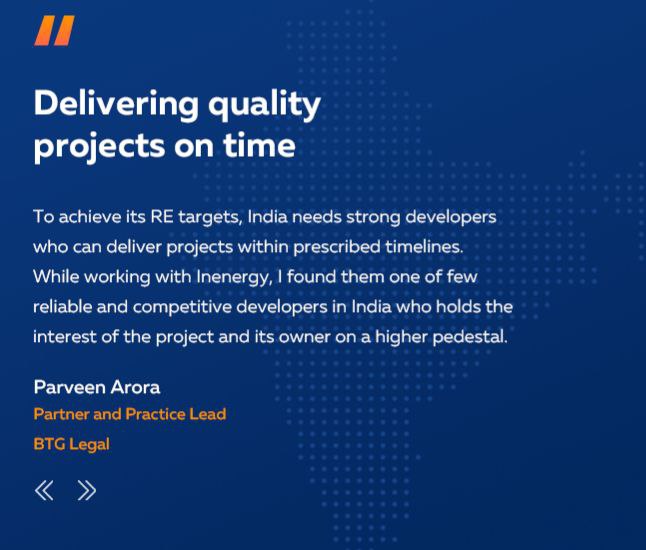 Delivering quality
projects on time
To achieve its RE targets, India needs strong developers
who can deliver projects within prescribed timelines.
While working with Inenergy, I found them one of few
reliable and competitive developers in India who holds the
interest of the project and its owner on a higher pedestal.
Parveen Arora
Partner and Practice Lead
BTG Legal